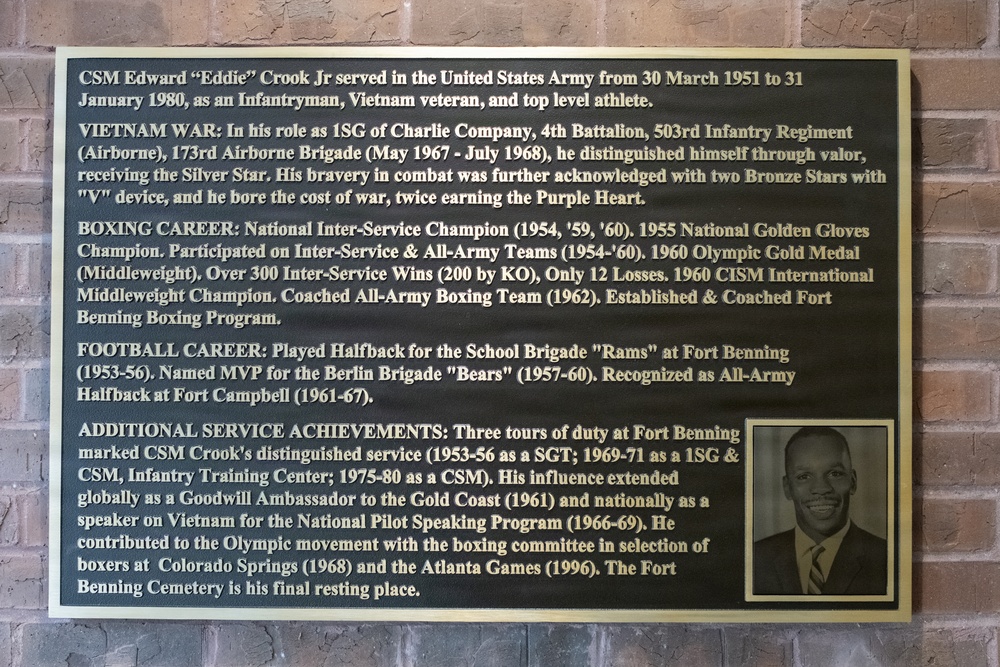 CSM Edward “Eddie” Crook Jr served in the United States Army from 30 March 1951 to 31
January 1980, as an Infantryman, Vietnam veteran, and top level athlete.
VIETNAM WAR: In his role as 1SG of Charlie Company, 4th Battalion, 503rd Infantry Regiment
(Airborne), 173rd Airborne Brigade (May 1967 - July 1968), he distinguished himself through valor,
receiving the Silver Star. His bravery in combat was further acknowledged with two Bronze Stars with
"V" device, and he bore the cost of war, twice earning the Purple Heart.
BOXING CAREER: National Inter-Service Champion (1954, '59, '60). 1955 National Golden Gloves
Champion. Participated on Inter-Service & All-Army Teams (1954-'60). 1960 Olympic Gold Medal
(Middleweight). Over 300 Inter-Service Wins (200 by KO), Only 12 Losses. 1960 CISM International
Middleweight Champion. Coached All-Army Boxing Team (1962). Established & Coached Fort
Benning Boxing Program.
FOOTBALL CAREER: Played Halfback for the School Brigade "Rams" at Fort Benning
(1953-56). Named MVP for the Berlin Brigade "Bears" (1957-60). Recognized as All-Army
Halfback at Fort Campbell (1961-67).
ADDITIONAL SERVICE ACHIEVEMENTS: Three tours of duty at Fort Benning
marked CSM Crook's distinguished service (1953-56 as a SGT; 1969-71 as a 1SG &
CSM, Infantry Training Center; 1975-80 as a CSM). His influence extended
globally as a Goodwill Ambassador to the Gold Coast (1961) and nationally as a
speaker on Vietnam for the National Pilot Speaking Program (1966-69). He
contributed to the Olympic movement with the boxing committee in selection of
boxers at Colorado Springs (1968) and the Atlanta Games (1996). The Fort
Benning Cemetery is his final resting place.